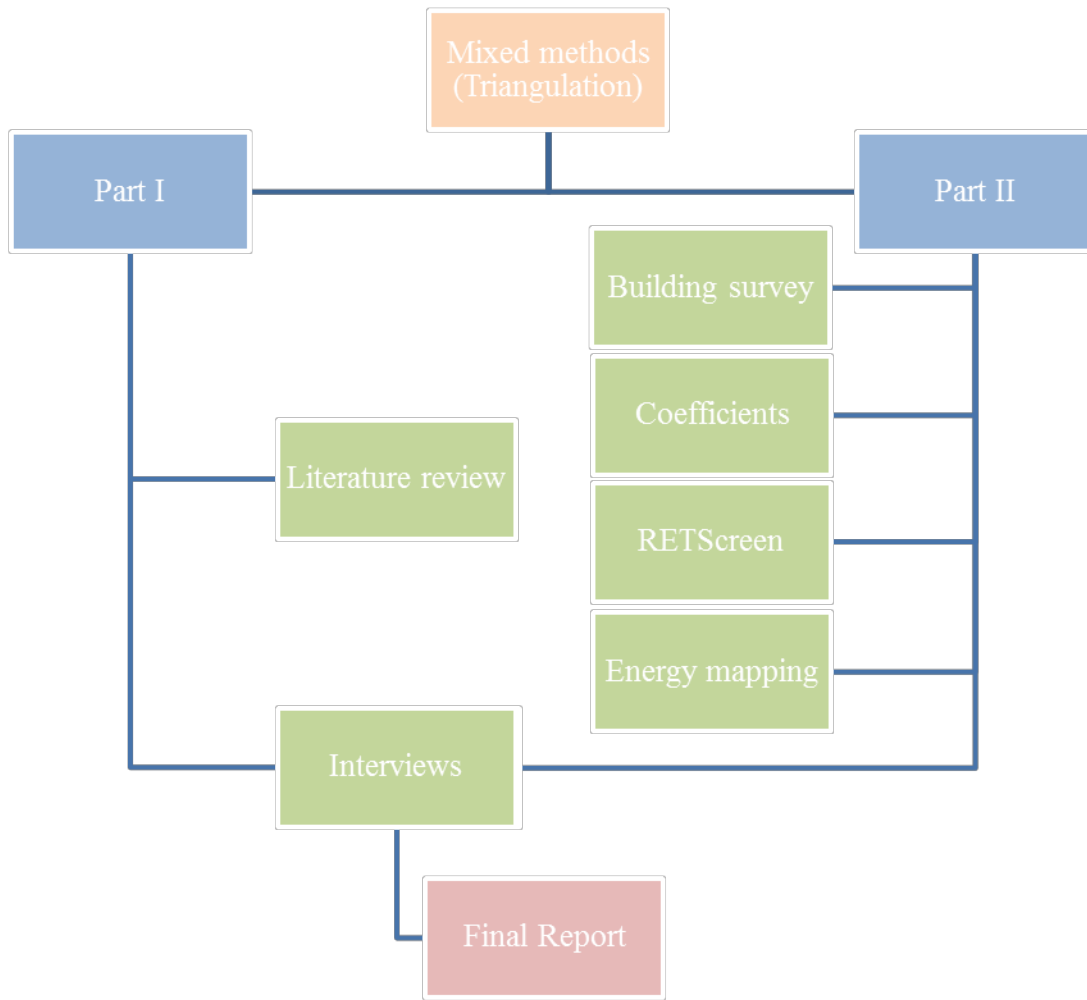 Mixed methods
(Triangulation)
Part I
Part II
Building survey
Coefficients
Literature review
RETScreen
Energy mapping
Interviews
Final Report